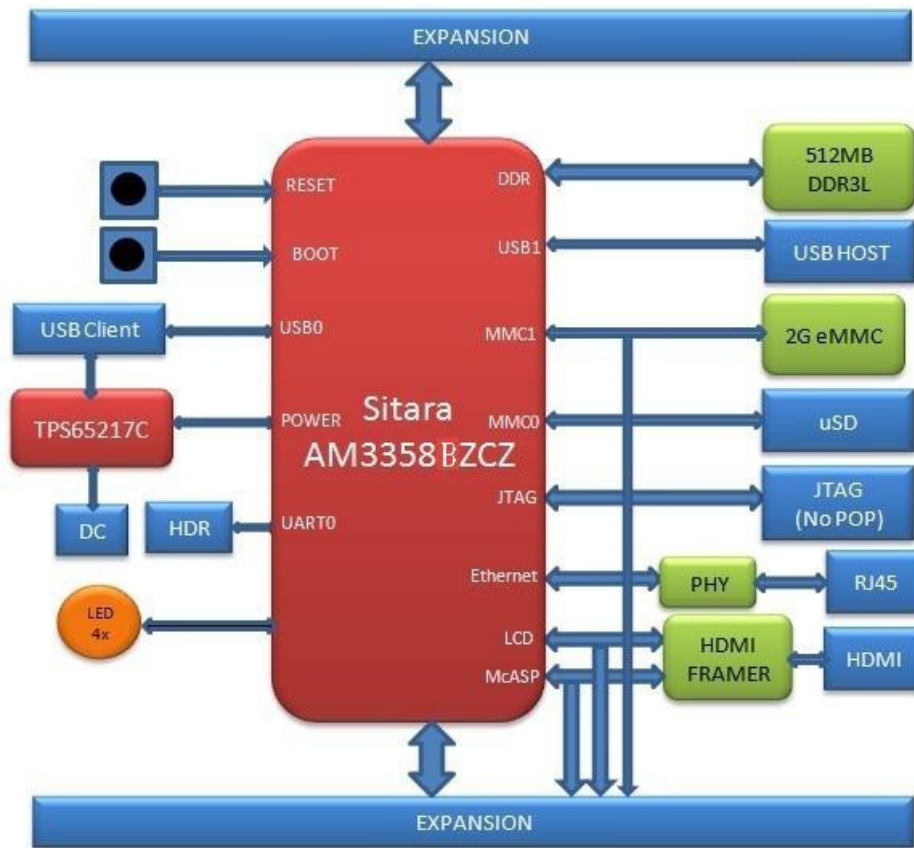 EXPANSION
RESET
DDR
512MB
DDR3L
BOOT
USB1
USB HOST
USB Client
USB0
MMC1
2G eMMC
TPS65217C
POWER
Sitara
AM3358BZCZ
MMC0
uSD
DC
HDR
UART0
JTAG
JTAG
(No POP)
Ethernet
PHY
RJ45
LED
4x
LCD
McASP
HDMI
FRAMER
HDMI
EXPANSION